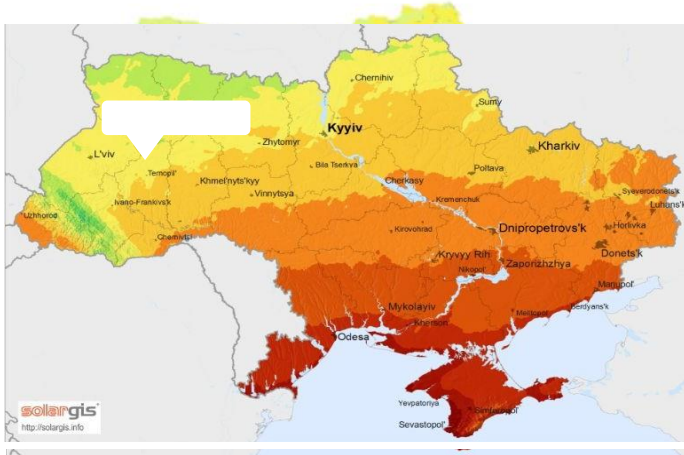 Chernihiv
Sumy
Kyyiv
Kharkiv
L'viv
Zhytomyr
Ternopil'
Bila Tserkva
Poltava
Khmel'nyts'kyy
Cherkasy
Vinnytsya
Syeverodonets'k
Uzhhorod
Ivano-Frankivs'k
Kremenchuk
Luhans'k
Chernivtsi
Kirovohrad
Dnipropetrovs'k
Horlivka
Kryvyy Rih
Donets'k
Nikopol'
Zaporizhzhya
Mariupol'
Mykolayiv
Melitopol'
Berdyans'k
Kherson
Odesa
Yevpatoriya
Simferopol'
Sevastopol'
solargis
http://solargis.info